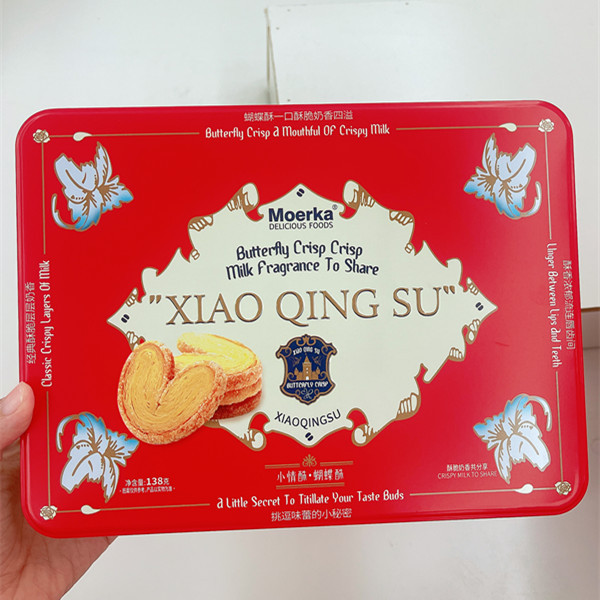 蝴蝶酥一口酥脆奶香四溢
Butterfly Crisp a Mouthful Of Crispy Milk
Moerka®
DELICIOUS FOODS
Butterfly Crisp Crisp
Milk Fragrance To Share
"XIAO QING SU"
XIAO QING SU
BUTTERFLY CRISP
XIAOQINGSU
经典酥脆层层奶香
Classic Crispy Layers Of Milk
酥香浓郁流连唇齿间
Linger Between Lips And Teeth
净含量:138克
小情酥·蝴蝶酥
酥脆奶香共分享
CRISPY MILK TO SHARE
a Little Secret To Titillate Your Taste Buds
挑逗味蕾的小秘密